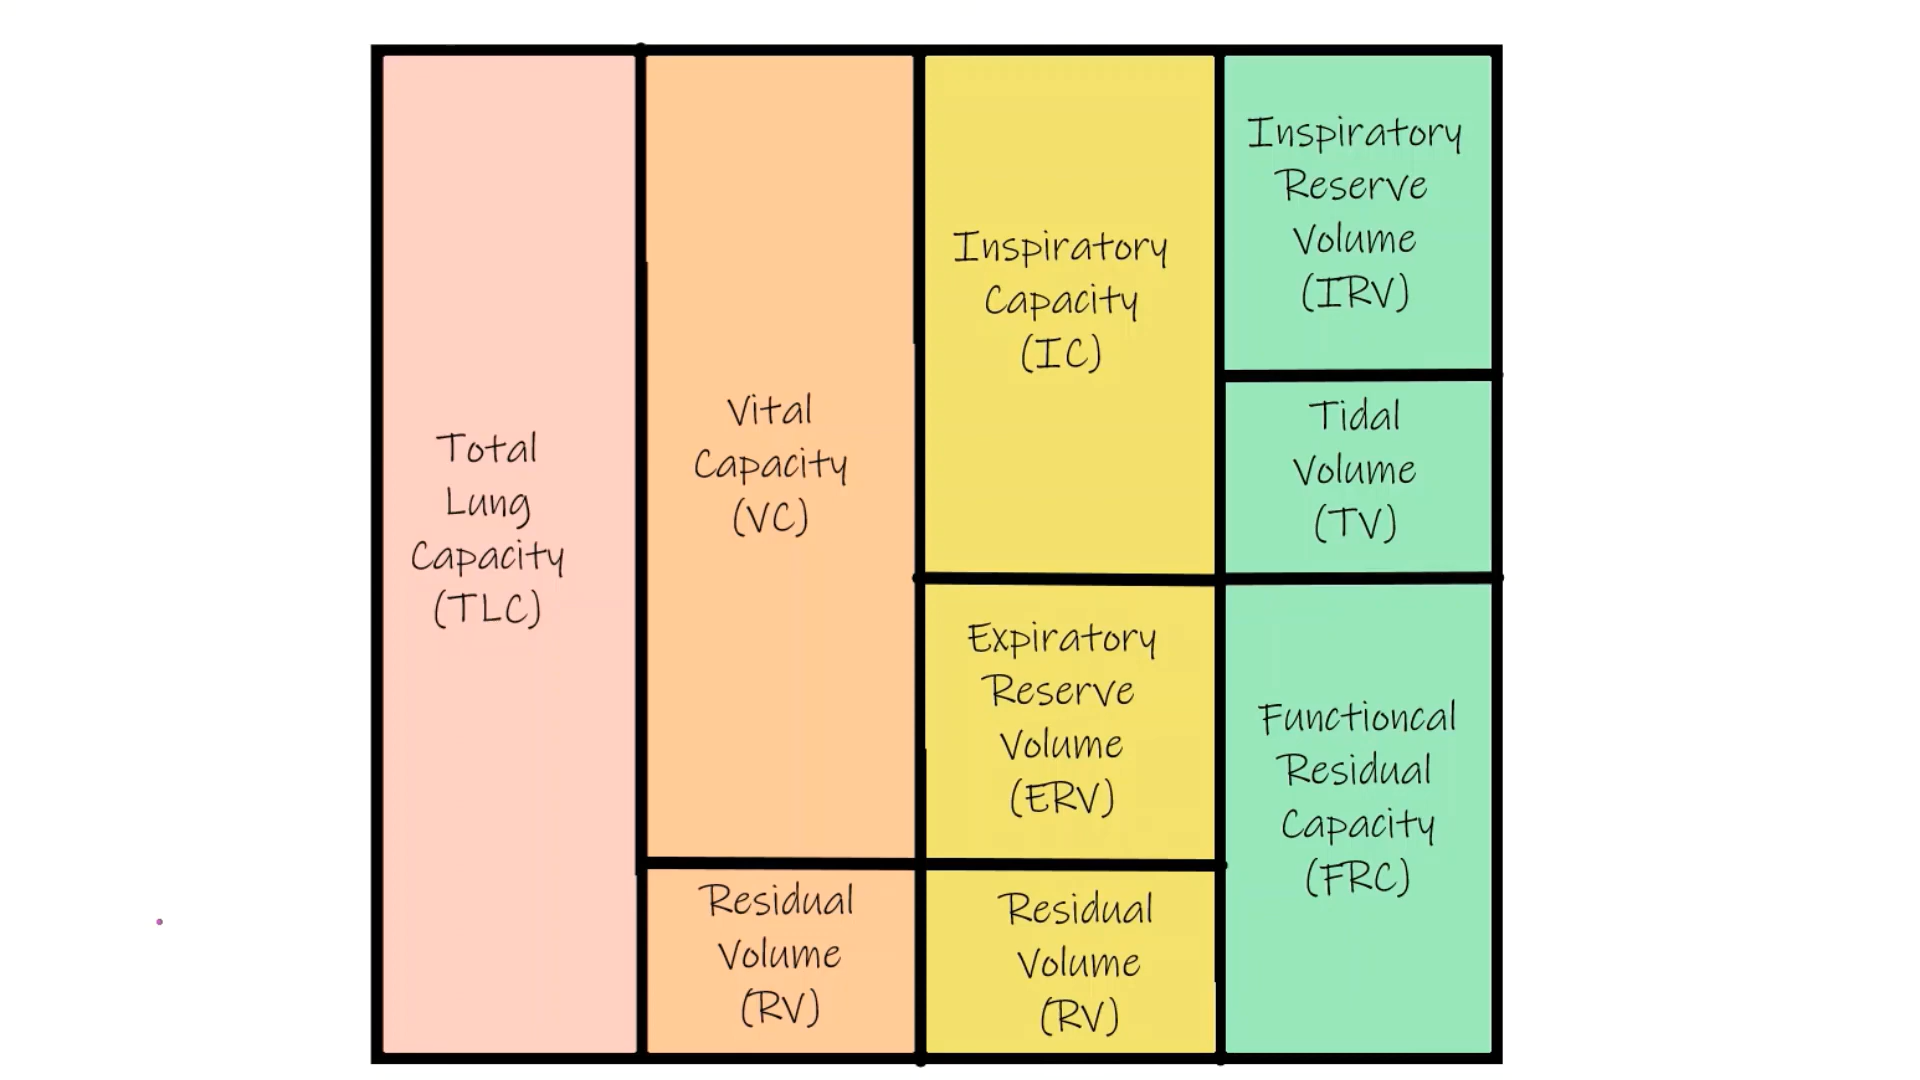 Total
Lung
Capacity
(TLC)
Vital
Capacity
(VC)
Residual
Volume
(RV)
Inspiratory
Capacity
(IC)
Expiratory
Reserve
Volume
(ERV)
Residual
Volume
(RV)
Inspiratory
Reserve
Volume
(IRV)
Tidal
Volume
(TV)
Functioncal
Residual
Capacity
(FRC)